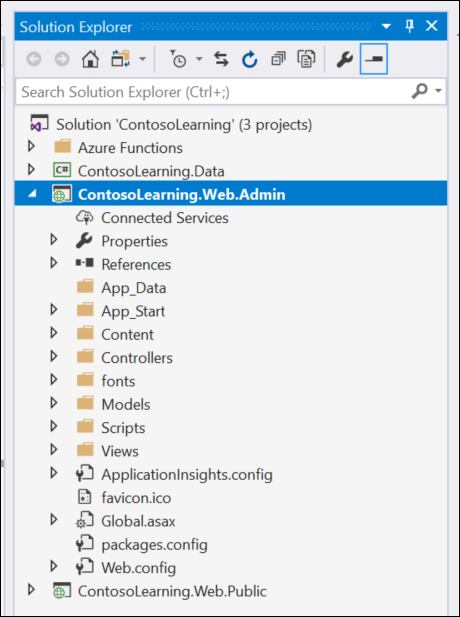 Solution Explorer
Search Solution Explorer (Ctrl+;)
Solution 'ContosoLearning' (3 projects)
Azure Functions
C# ContosoLearning.Data
ContosoLearning.Web.Admin
Connected Services
Properties
References
App_Data
App_Start
Content
Controllers
fonts
Models
Scripts
Views
ApplicationInsights.config
favicon.ico
Global.asax
packages.config
Web.config
ContosoLearning.Web.Public